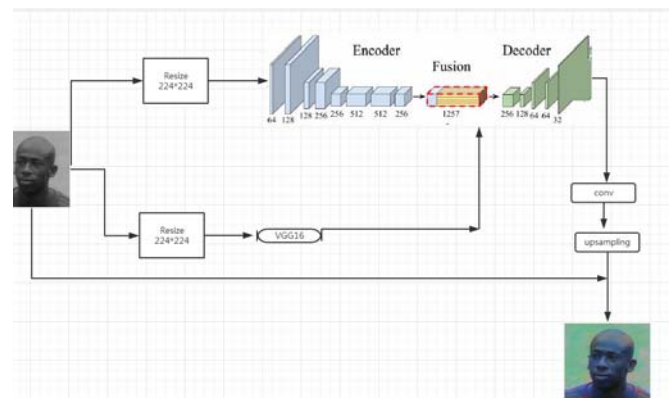 Encoder
Decoder
Fusion
Resize
224*224
64 128 128 256 256 512 512 256
1257
256 128 64 64 32
conv
Resize
224*224
VGG16
upsampling